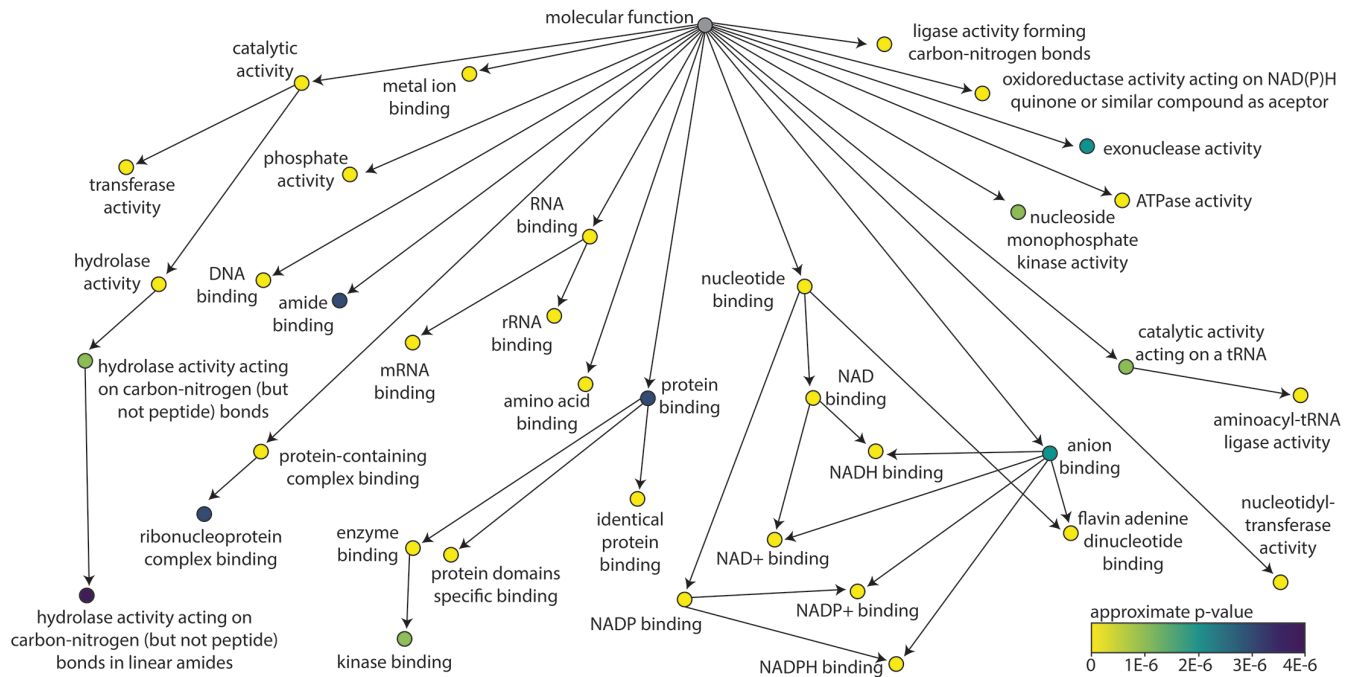 molecular function
ligase activity forming
carbon-nitrogen bonds
catalytic
activity
metal ion
binding
oxidoreductase activity acting on NAD(P)H
quinone or similar compound as aceptor
exonuclease activity
phosphate
activity
transferase
activity
ATPase activity
RNA
binding
nucleoside
monophosphate
kinase activity
hydrolase
activity
DNA
binding
amide
binding
nucleotide
binding
rRNA
binding
catalytic activity
acting on a tRNA
mRNA
binding
hydrolase activity acting
on carbon-nitrogen (but
not peptide) bonds
amino acid
binding
protein
binding
NAD
binding
aminoacyl-tRNA
ligase activity
protein-containing
complex binding
NADH binding
anion
binding
ribonucleoprotein
complex binding
enzyme
binding
protein domains
specific binding
identical
protein
binding
NAD+ binding
flavin adenine
dinucleotide
binding
nucleotidyl-
transferase
activity
NADP binding
NADP+ binding
NADPH binding
kinase binding
hydrolase activity acting on
carbon-nitrogen (but not peptide)
bonds in linear amides
approximate p-value
0 1E-6 2E-6 3E-6 4E-6